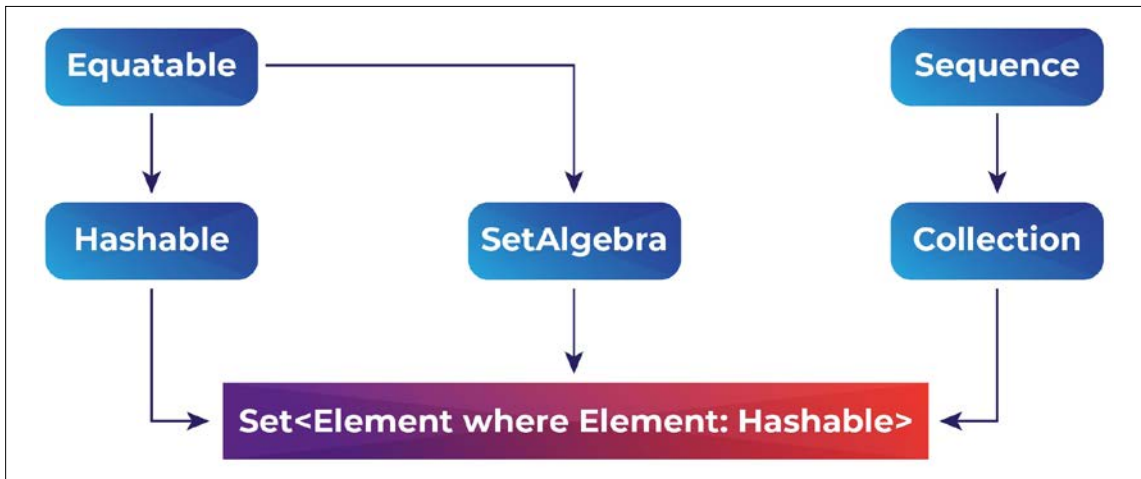 Equatable
Sequence
Hashable
SetAlgebra
Collection
Set<Element where Element: Hashable>